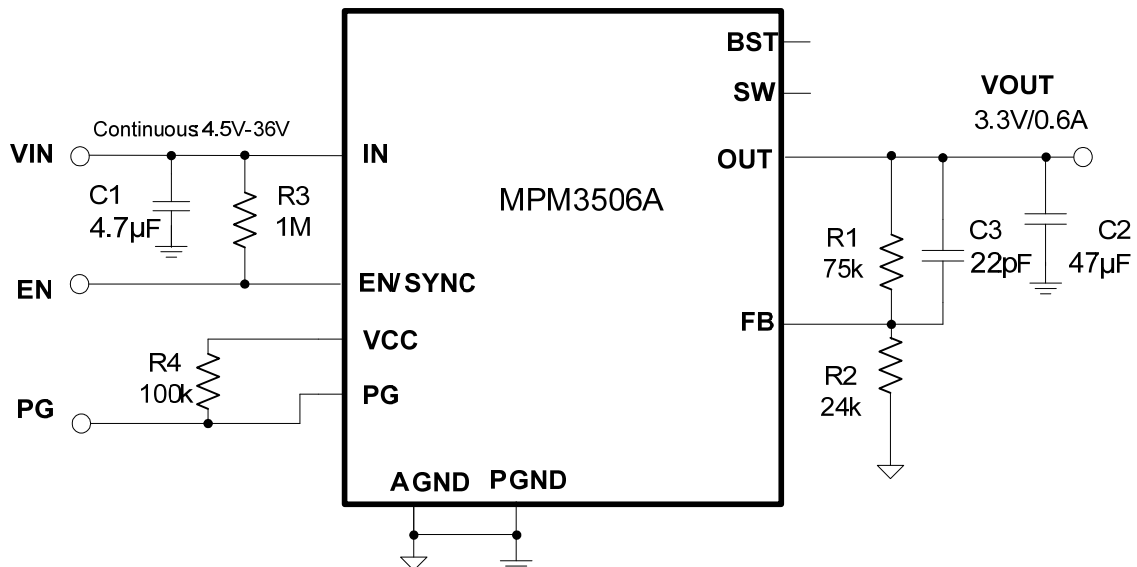 BST
SW
VOUT
3.3V/0.6A
Continuous: 4.5V-36V
VIN
IN
OUT
MPM3506A
C1
4.7µF
R3
1M
R1
75k
C3
22pF
C2
47µF
EN
EN/SYNC
FB
VCC
R4
100k
PG
PG
R2
24k
AGND
PGND